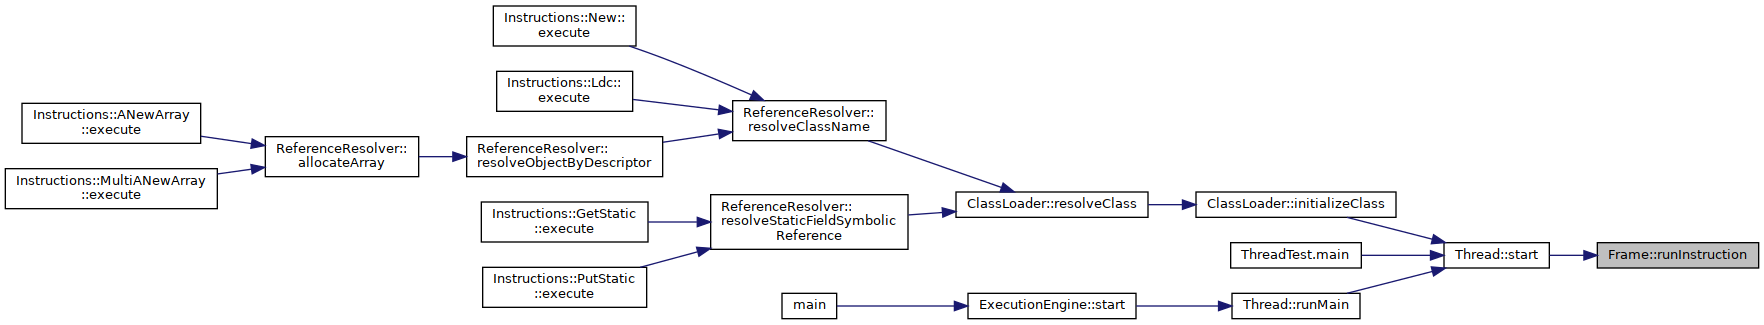 Instructions::New::
execute
Instructions::Ldc::
execute
Instructions::ANewArray
::execute
Instructions::MultiANewArray
::execute
ReferenceResolver::
allocateArray
ReferenceResolver::
resolveObjectByDescriptor
ReferenceResolver::
resolveClassName
Instructions::GetStatic
::execute
Instructions::PutStatic
::execute
ReferenceResolver::
resolveStaticFieldSymbolic
Reference
ClassLoader::resolveClass
ClassLoader::initializeClass
ThreadTest.main
Thread::start
Frame::runInstruction
main
ExecutionEngine::start
Thread::runMain